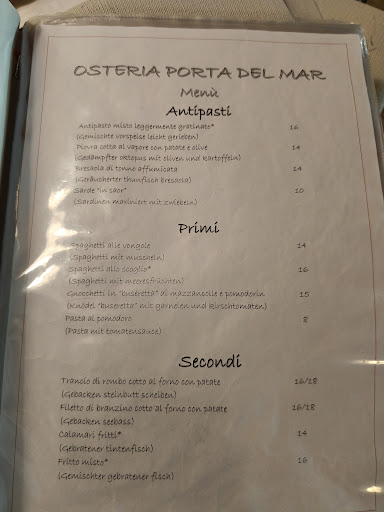 OSTERIA PORTA DEL MAR
Menù
Antipasti
Antipasto misto leggermente gratinato* 16
(Gemischte vorspeise leicht gerieben)
Piovra cotta al vapore con patate e olive 14
(Gedämpfter oktopus mit oliven und kartoffeln)
Bresaola di tonno affumicata 14
(Geräucherter thunfisch bresaola)
Sarde "in saor" 10
(Sardinen mariniert mit zwiebeln)
Primi
Spaghetti alle vongole 14
(Spaghetti mit muscheln)
Spaghetti allo scoglio* 16
(Spaghetti mit meeresfrüchten)
Gnocchetti in "buseretta" di mazzancolle e pomodorin 15
(Knödel "buseretta" mit garnelen und kirschtomaten)
Pasta al pomodoro 8
(Pasta mit tomatensauce)
Secondi
Trancio di rombo cotto al forno con patate 16/18
(Gebacken steinbutt scheiben)
Filetto di branzino cotto al forno con patate 16/18
(Gebacken seebass)
Calamari fritti* 14
(Gebratener tintenfisch)
Fritto misto* 16
(Gemischter gebratener fisch)